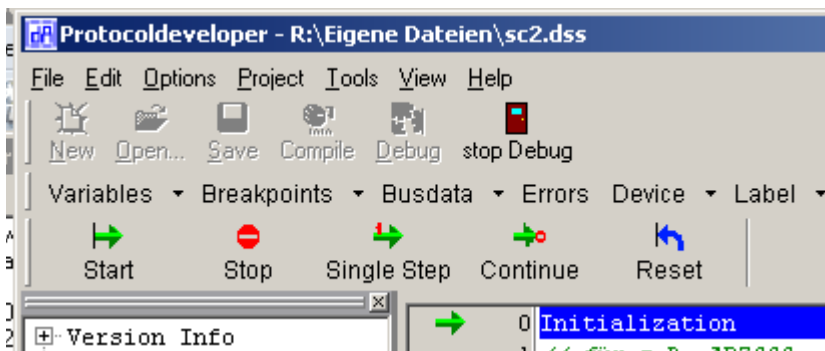 Protocoldeveloper - R:\Eigene Dateien\sc2.dss
File Edit Options Project Tools View Help
New Open... Save Compile Debug stop Debug
Variables Breakpoints Busdata Errors Device Label
Start Stop Single Step Continue Reset
Version Info
0 Initialization
// für